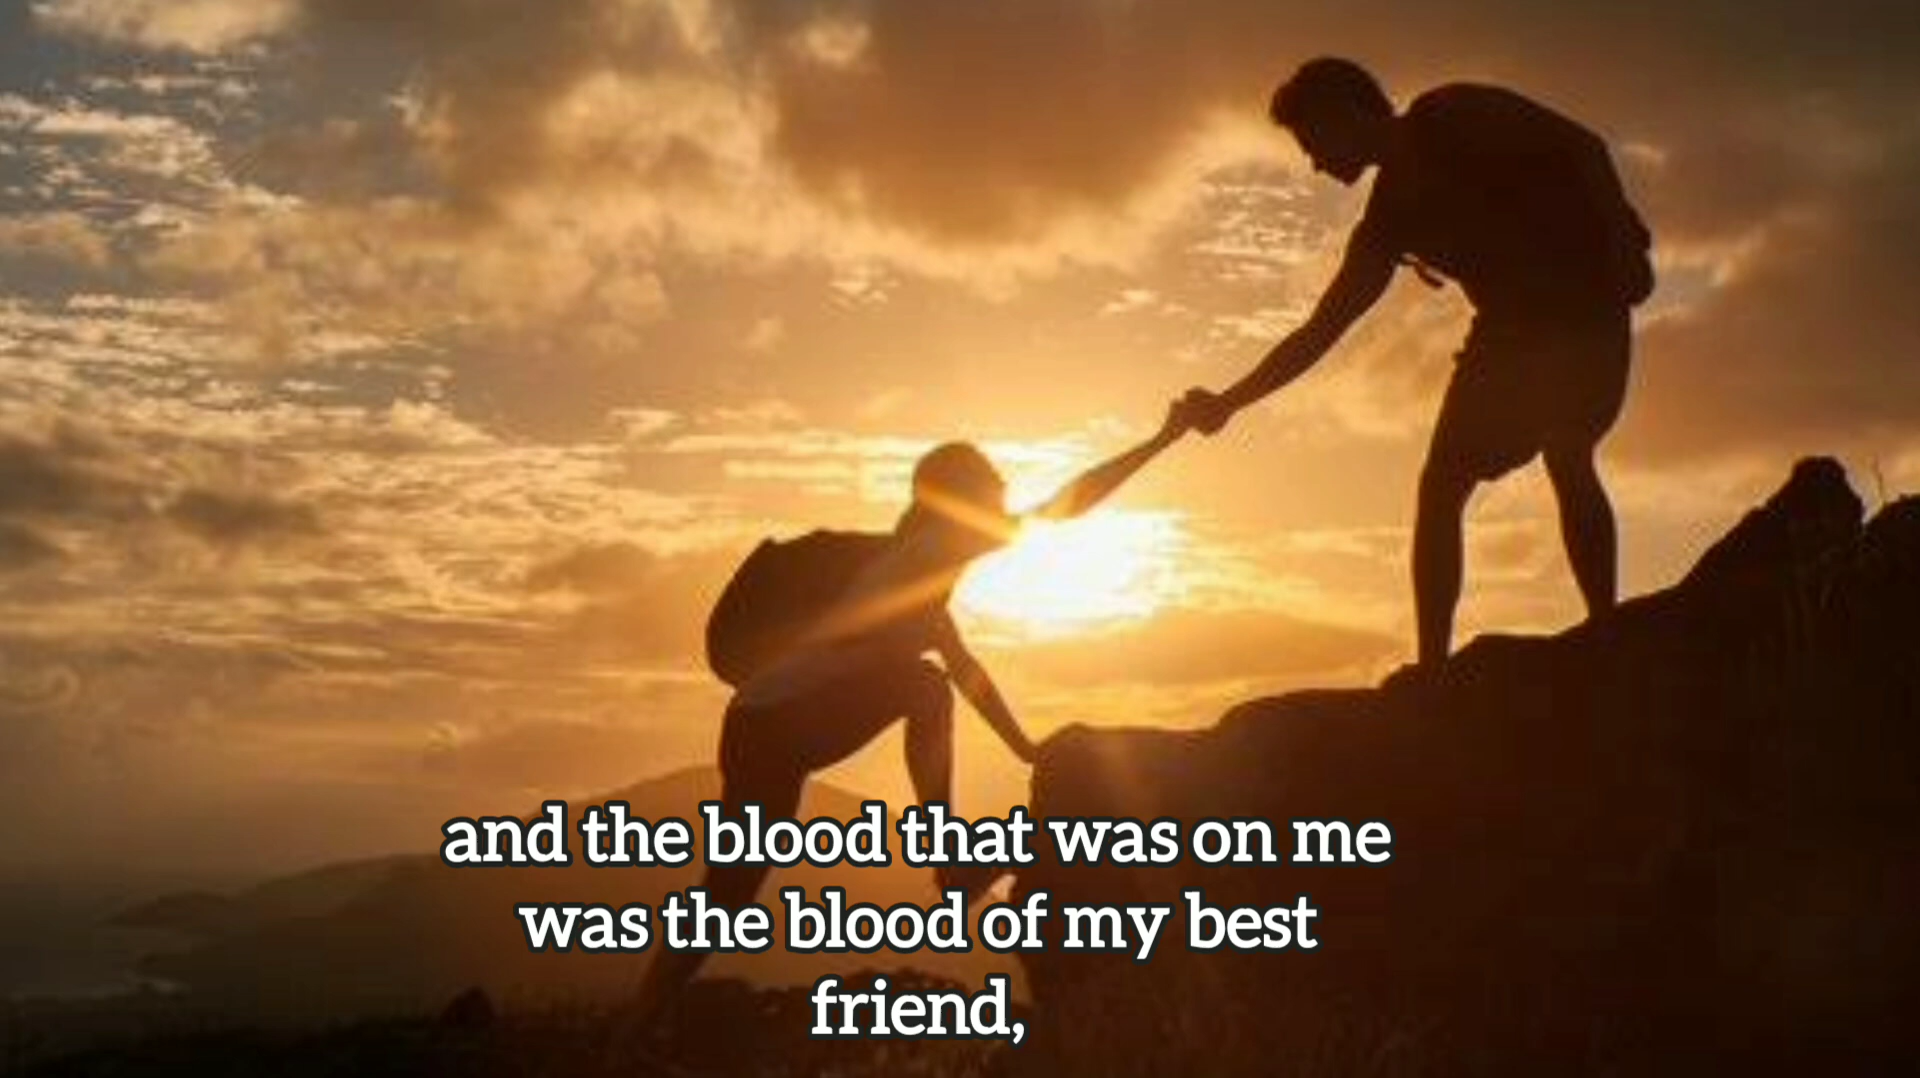 and the blood that was on me
was the blood of my best
friend,